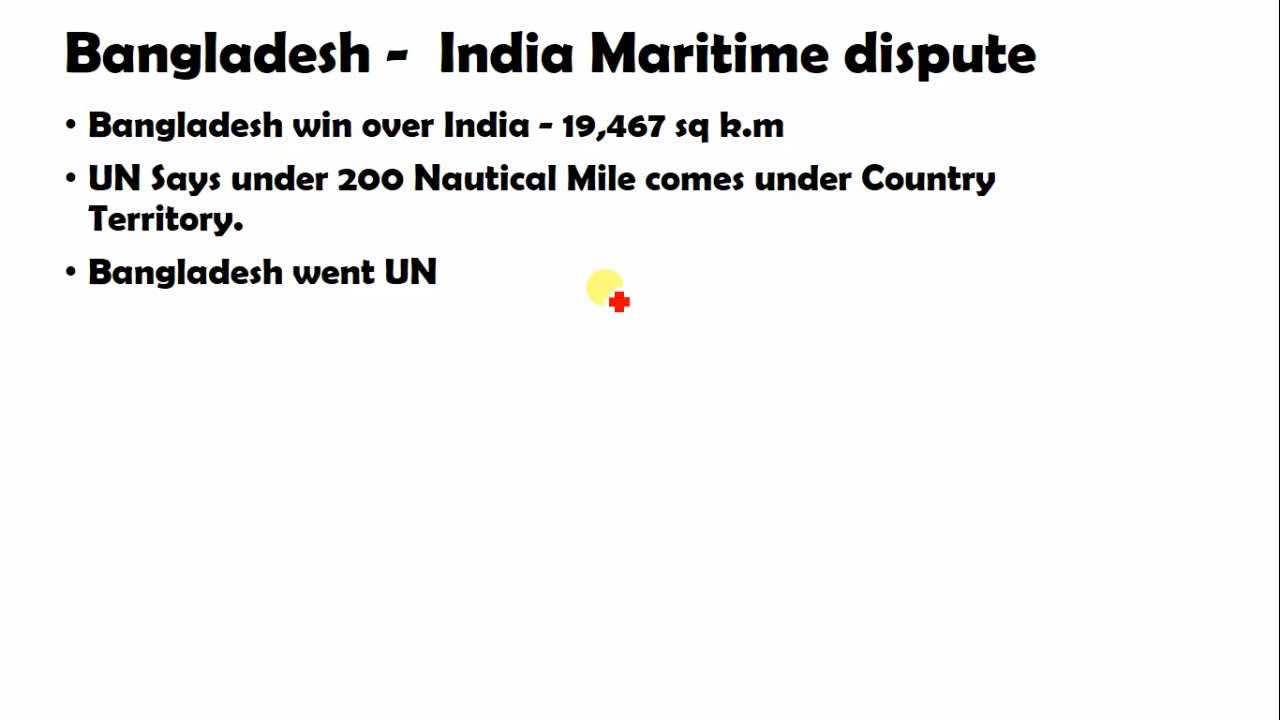 Bangladesh - India Maritime dispute
• Bangladesh win over India - 19,467 sq k.m
• UN Says under 200 Nautical Mile comes under Country
Territory.
• Bangladesh went UN